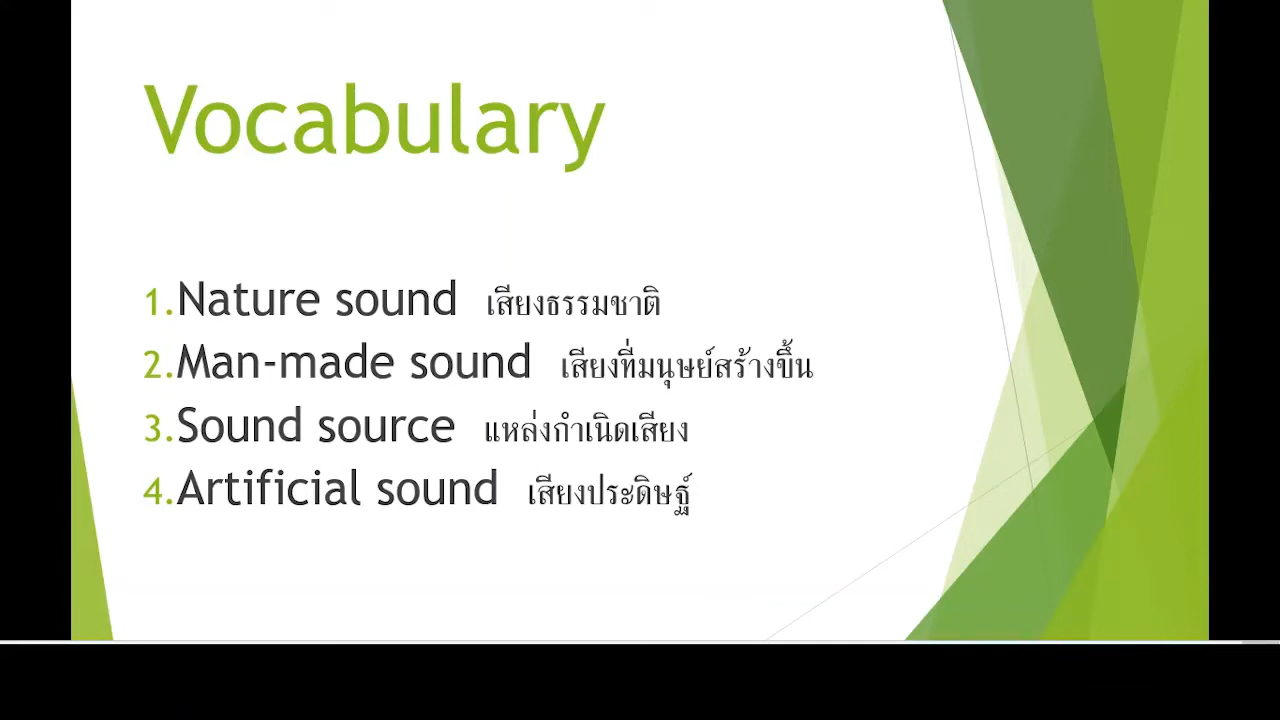 Vocabulary
1.Nature sound เสียงธรรมชาติ
2.Man-made sound เสียงที่มนุษย์สร้างขึ้น
3.Sound source แหล่งกำเนิดเสียง
4.Artificial sound เสียงประดิษฐ์